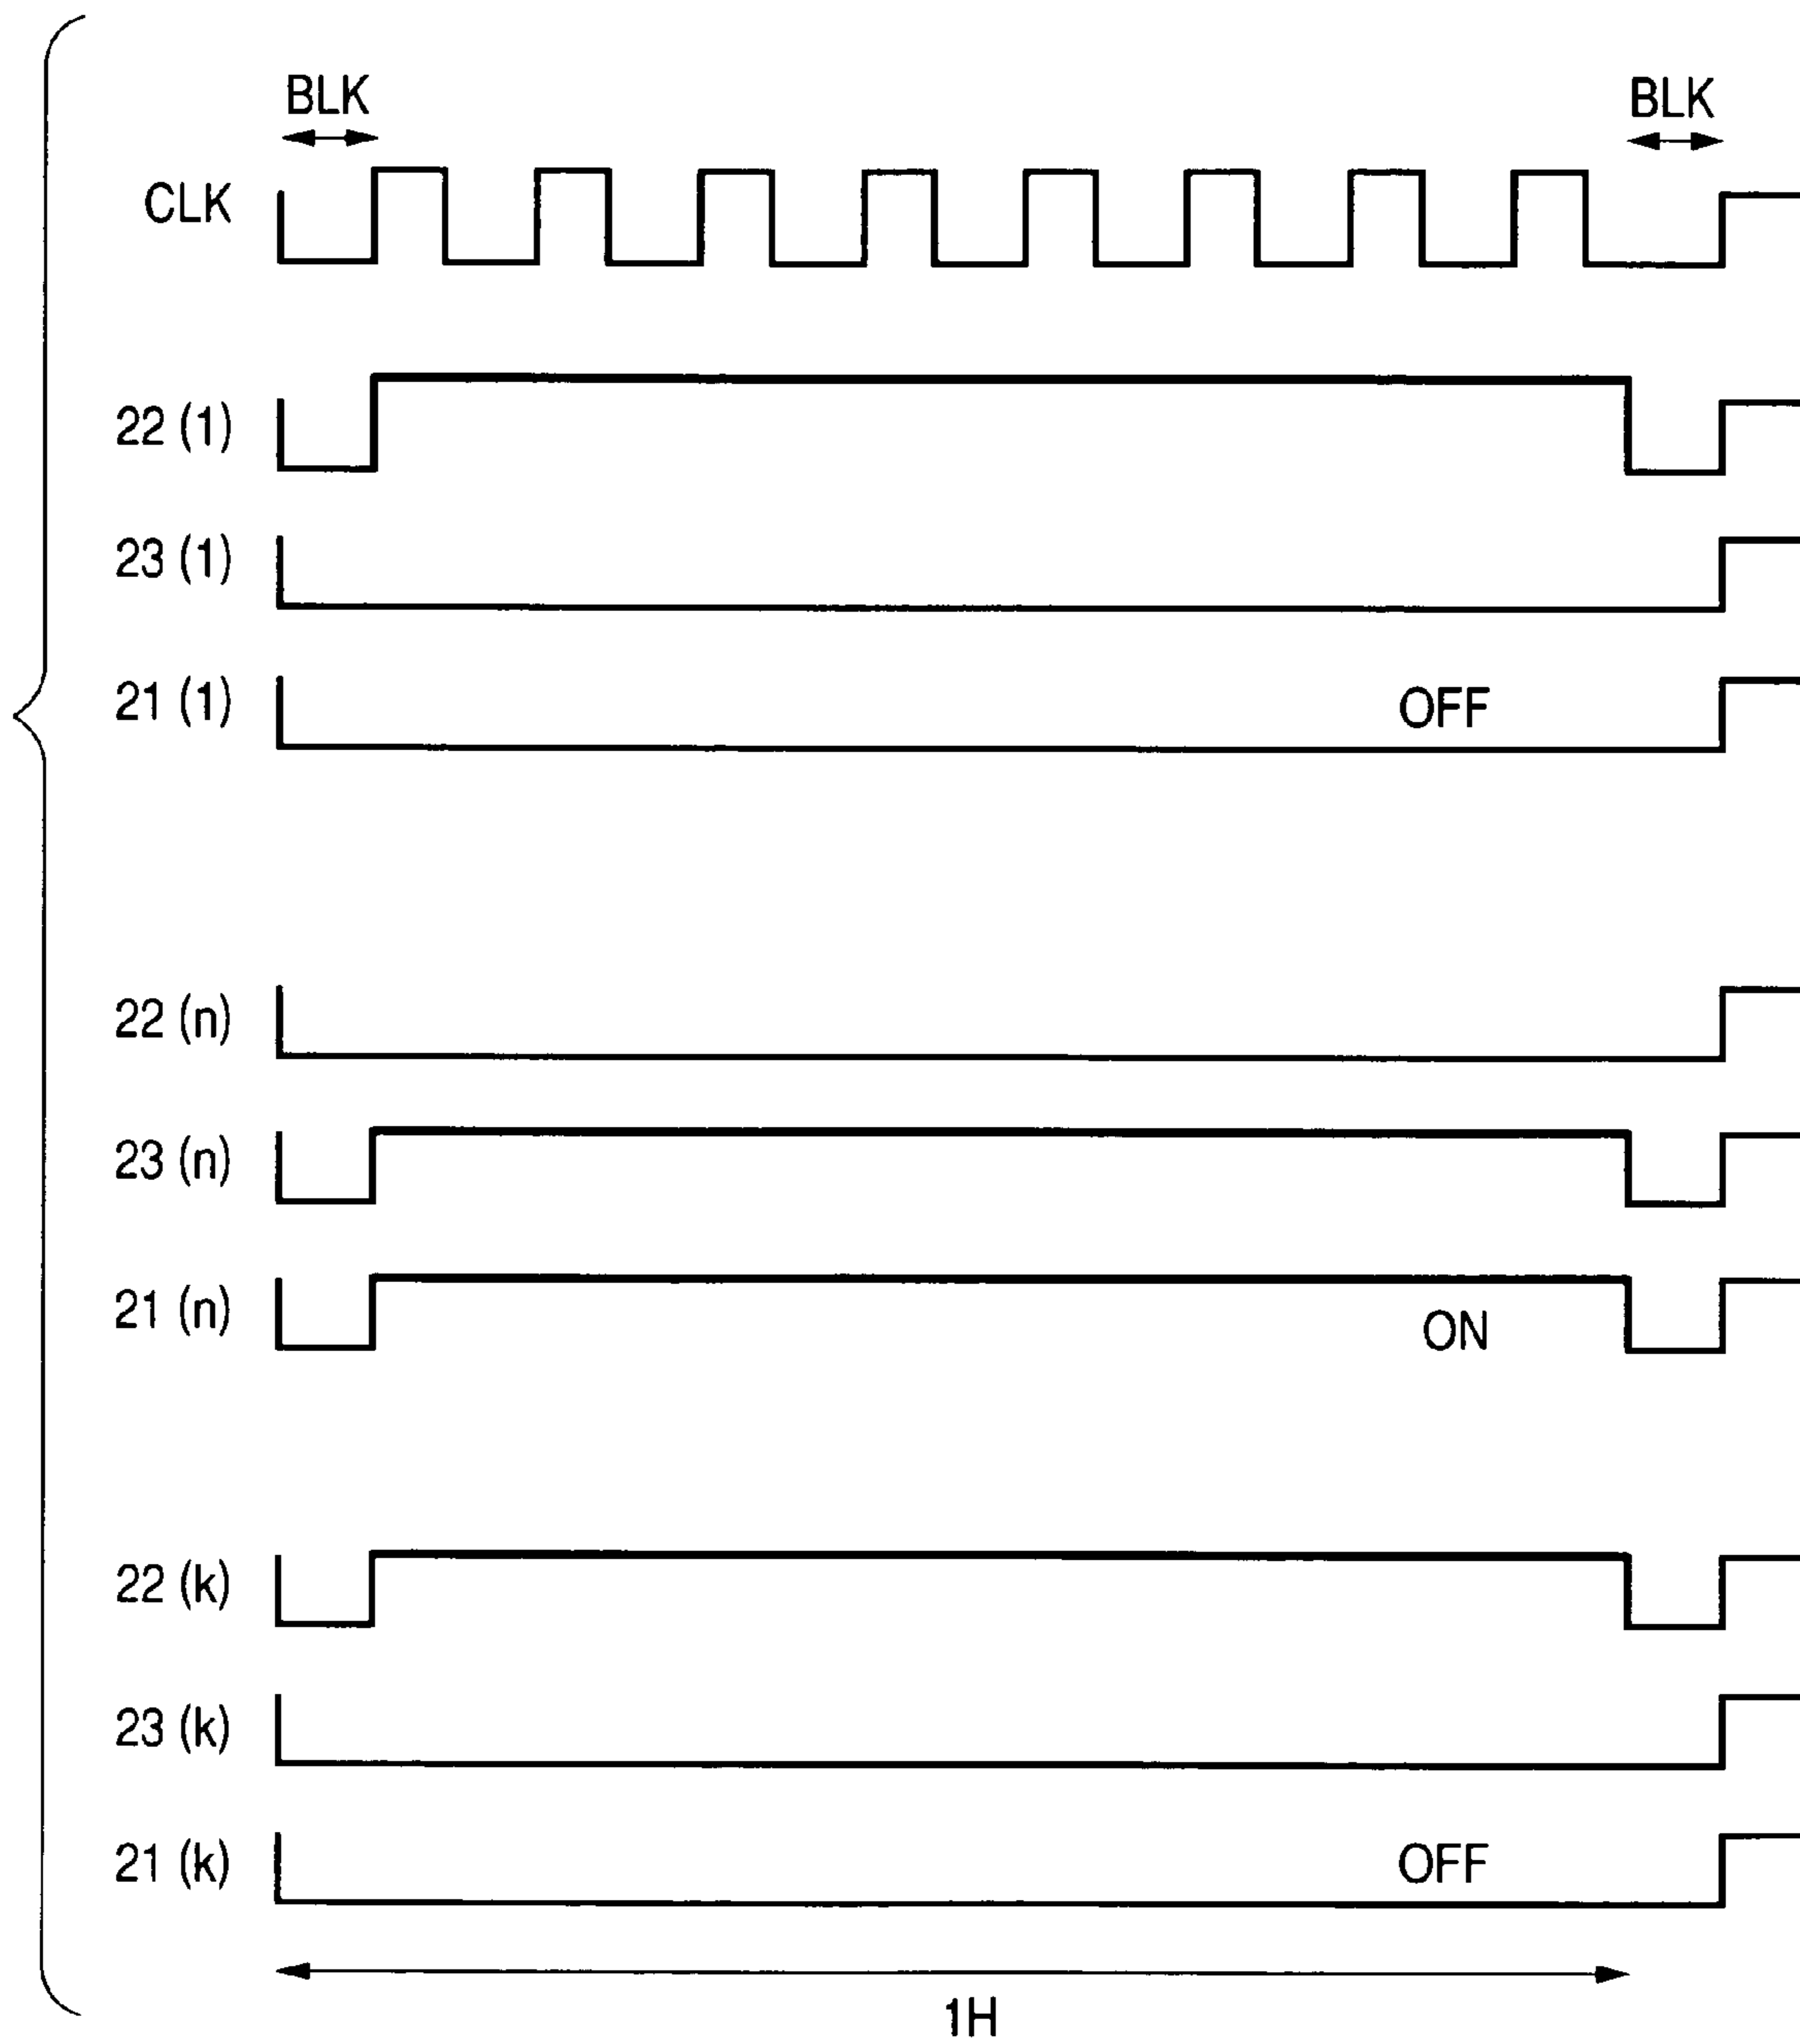 BLK BLK
CLK
22 (1)
23 (1)
21 (1) OFF
22 (n)
23 (n)
21 (n) ON
22 (k)
23 (k)
21 (k) OFF
1H